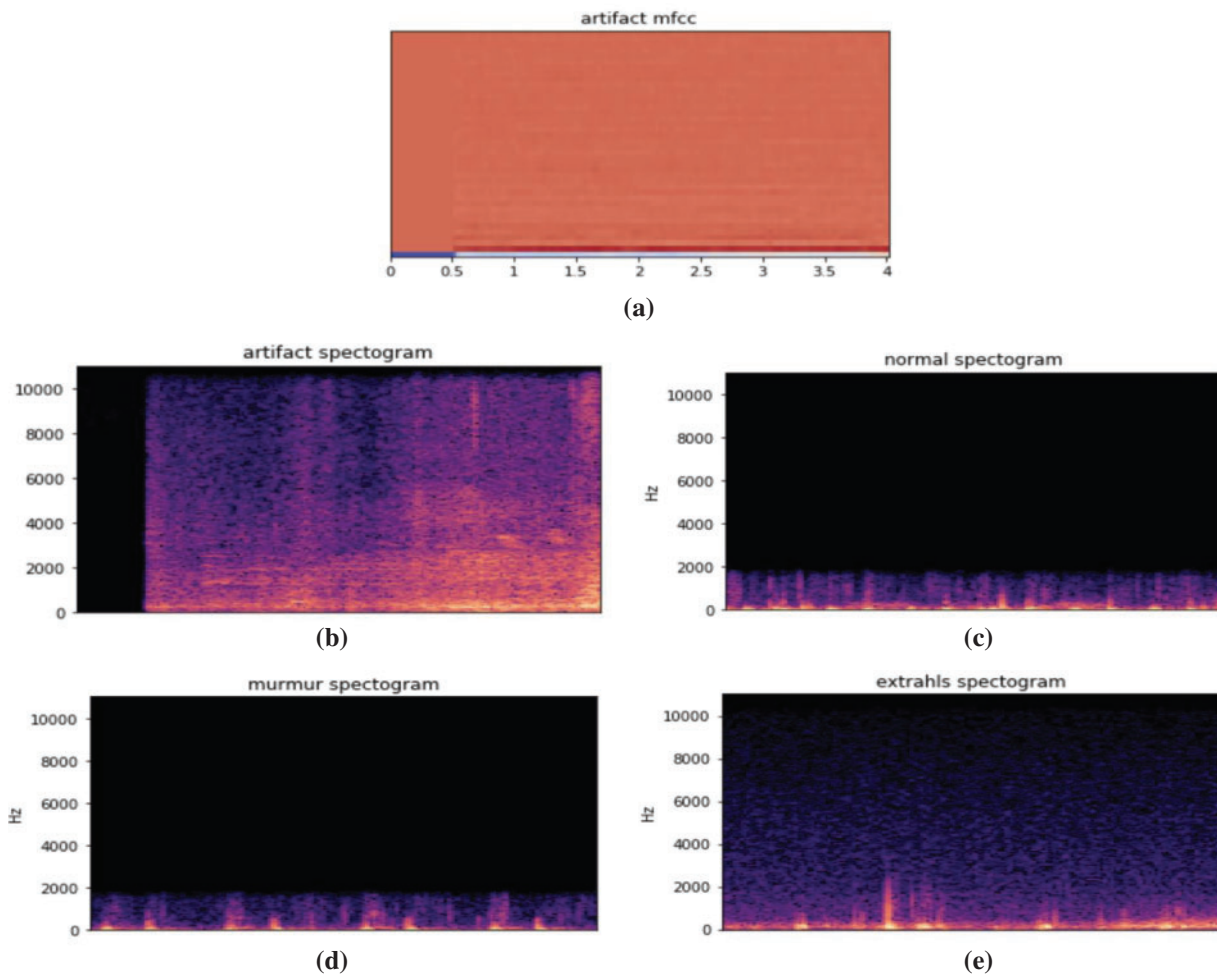 artifact mfcc
0 0.5 1 1.5 2 2.5 3 3.5 4
(a)
artifact spectogram
10000
8000
6000
4000
2000
0
(b)
normal spectogram
10000
8000
6000
4000
2000
0
Hz
(c)
murmur spectogram
10000
8000
6000
4000
2000
0
Hz
(d)
extrahls spectogram
10000
8000
6000
4000
2000
0
Hz
(e)